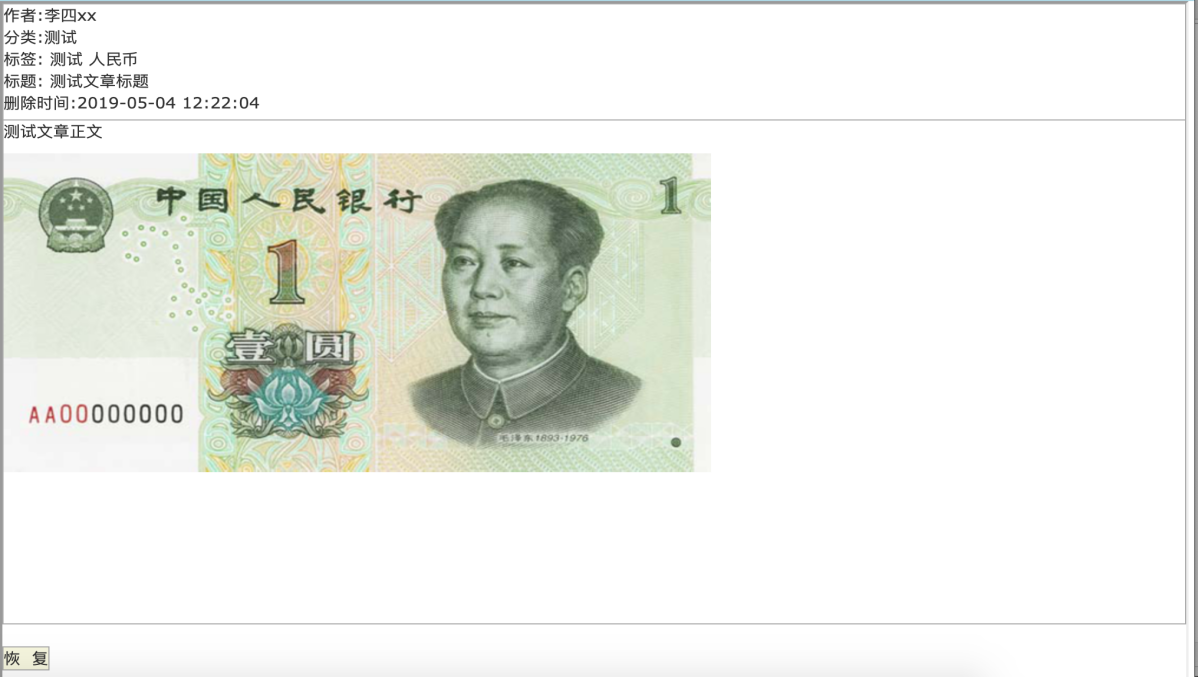 作者:李四xx
分类:测试
标签: 测试 人民币
标题: 测试文章标题
删除时间:2019-05-04 12:22:04
测试文章正文
中国人民银行
1
1
壹圆
AA00000000
毛泽东1893-1976
恢 复